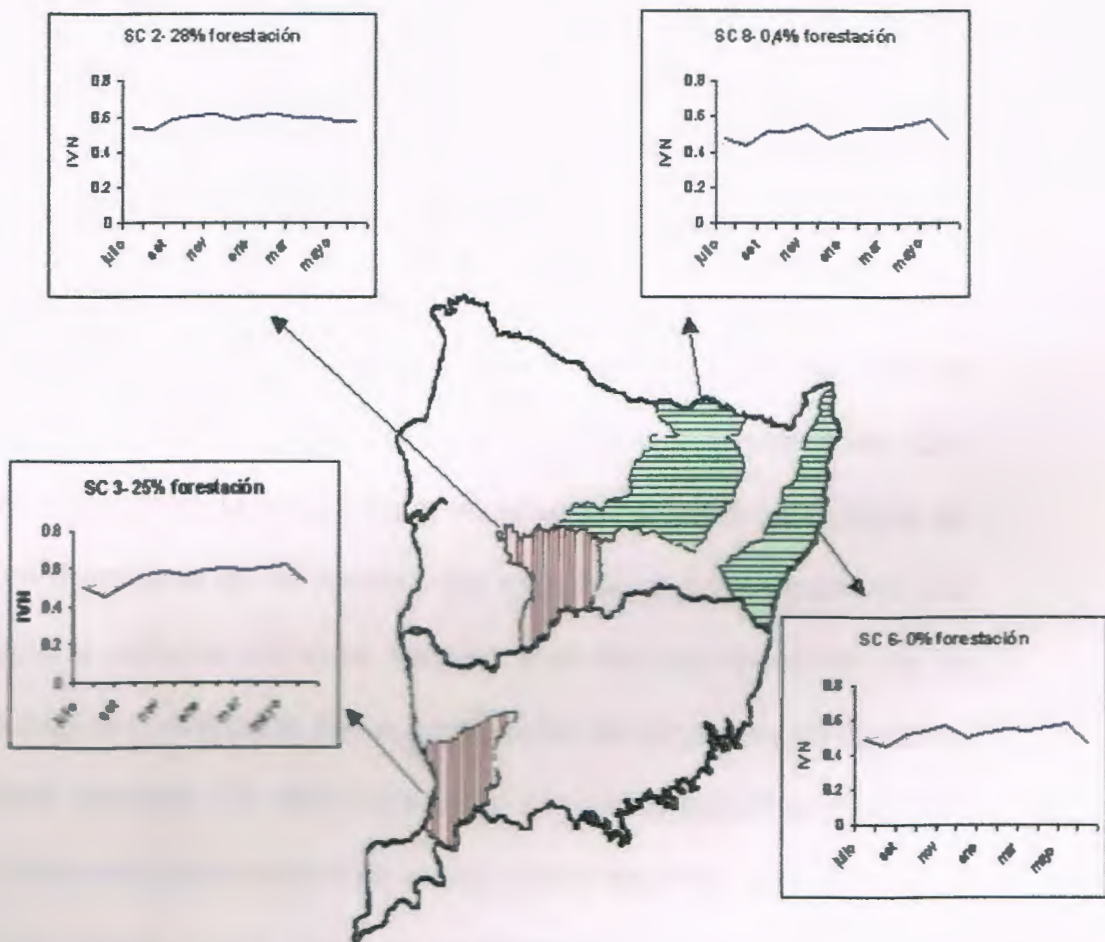 SC 2- 28% forestación
0.8
0.6
0.4
0.2
0
IVN
julio
set
nov
ene
mar
mayo
SC 8- 0,4% forestación
0.8
0.6
0.4
0.2
0
IVN
julio
set
nov
ene
mar
mayo
SC 3- 25% forestación
0.8
0.6
0.4
0.2
0
IVN
julio
set
nov
ene
mar
mayo
SC 6- 0% forestación
0.8
0.6
0.4
0.2
0
IVN
julio
set
nov
ene
mar
mayo